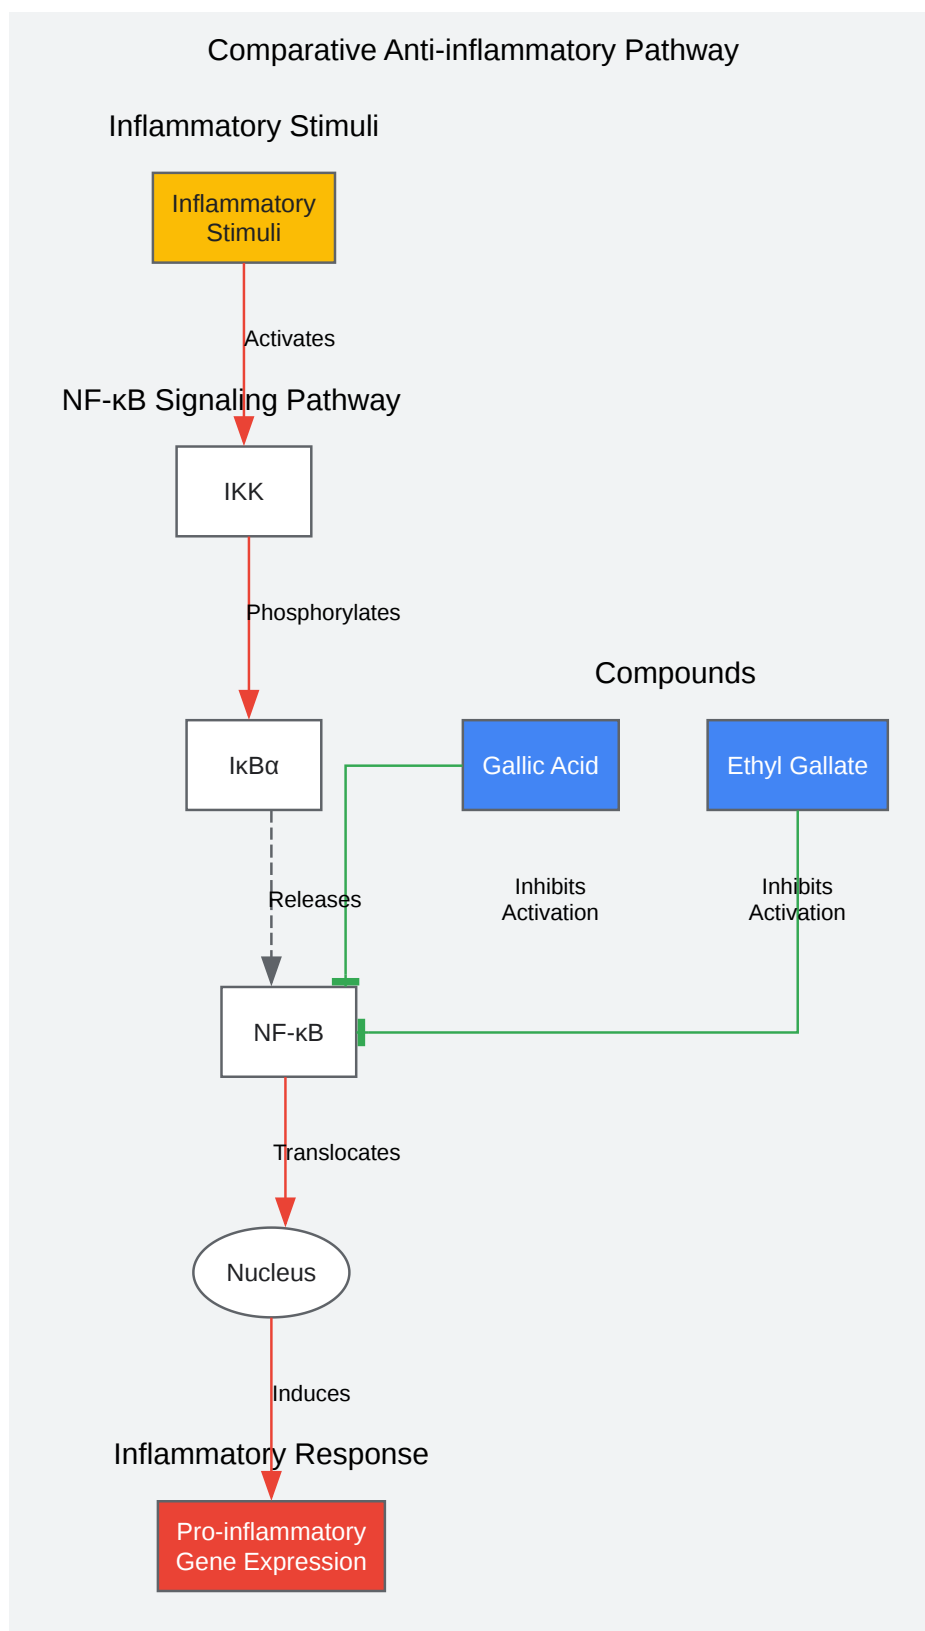 Comparative Anti-inflammatory Pathway
Inflammatory Stimuli
Inflammatory
Stimuli
Activates
NF-κB Signaling Pathway
IKK
Phosphorylates
Compounds
IκBα
Gallic Acid
Ethyl Gallate
Releases
Inhibits
Activation
Inhibits
Activation
NF-κB
Translocates
Nucleus
Induces
Inflammatory Response
Pro-inflammatory
Gene Expression